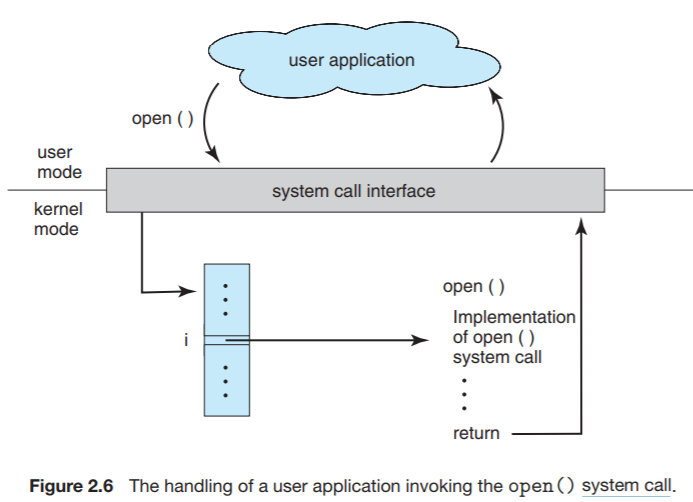 user application
open ( )
user
mode
system call interface
kernel
mode
open ( )
Implementation
of open ( )
system call
i
return
Figure 2.6 The handling of a user application invoking the open() system call.